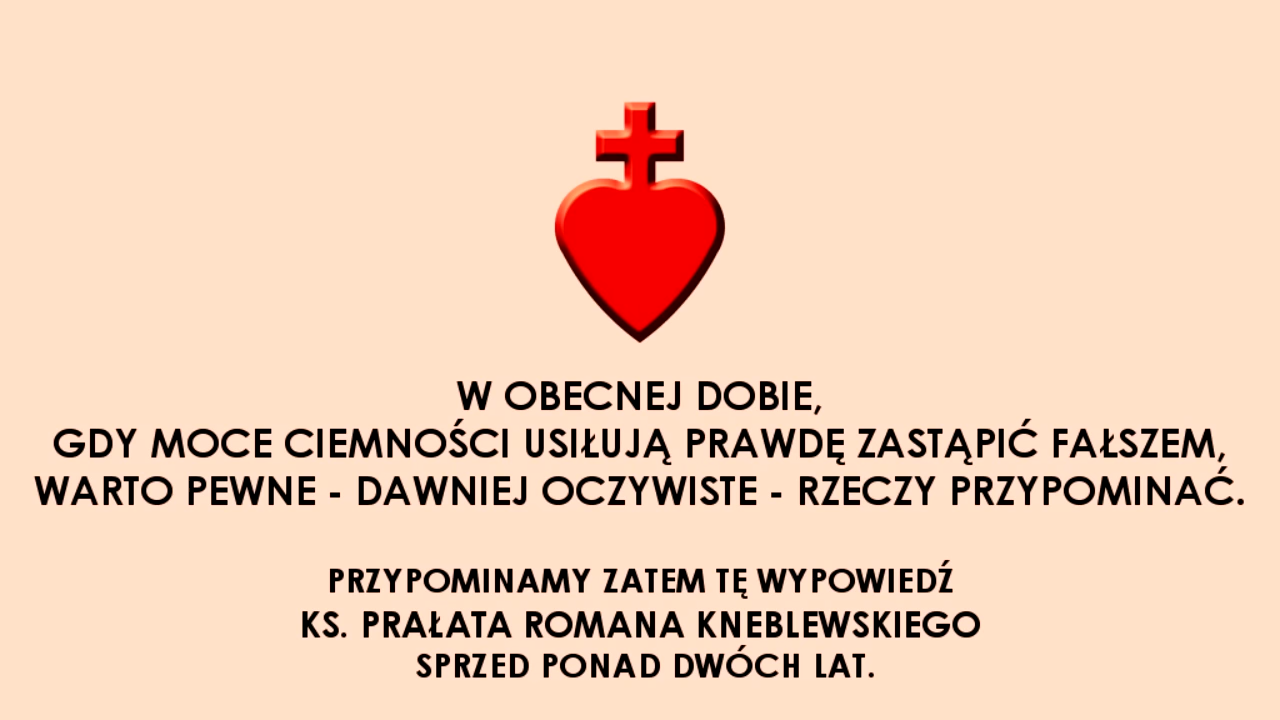 W OBECNEJ DOBIE,
GDY MOCE CIEMNOŚCI USIŁUJĄ PRAWDĘ ZASTĄPIĆ FAŁSZEM,
WARTO PEWNE - DAWNIEJ OCZYWISTE - RZECZY PRZYPOMINAĆ.
PRZYPOMINAMY ZATEM TĘ WYPOWIEDŹ
KS. PRAŁATA ROMANA KNEBLEWSKIEGO
SPRZED PONAD DWÓCH LAT.